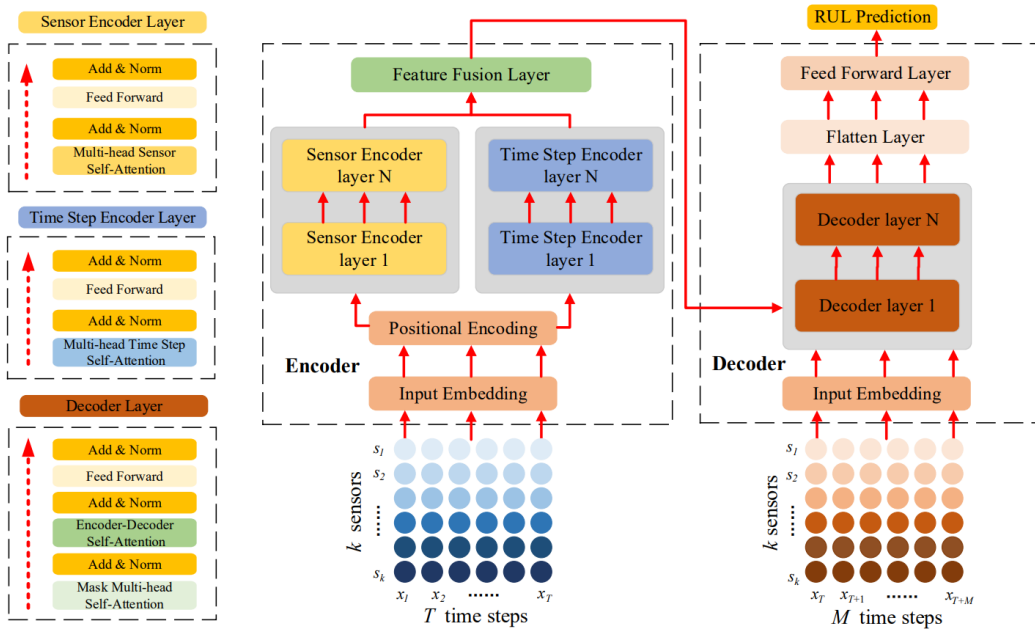 Sensor Encoder Layer
Add & Norm
Feed Forward
Add & Norm
Multi-head Sensor
Self-Attention
Time Step Encoder Layer
Add & Norm
Feed Forward
Add & Norm
Multi-head Time Step
Self-Attention
Decoder Layer
Add & Norm
Feed Forward
Add & Norm
Encoder-Decoder
Self-Attention
Add & Norm
Mask Multi-head
Self-Attention
Feature Fusion Layer
Sensor Encoder
layer N
Sensor Encoder
layer 1
Time Step Encoder
layer N
Time Step Encoder
layer 1
Positional Encoding
Encoder
Input Embedding
s1
s2
......
sk
k sensors
x1 x2 ...... xT
T time steps
RUL Prediction
Feed Forward Layer
Flatten Layer
Decoder layer N
Decoder layer 1
Decoder
Input Embedding
s1
s2
......
sk
k sensors
xT xT+1 ...... xT+M
M time steps